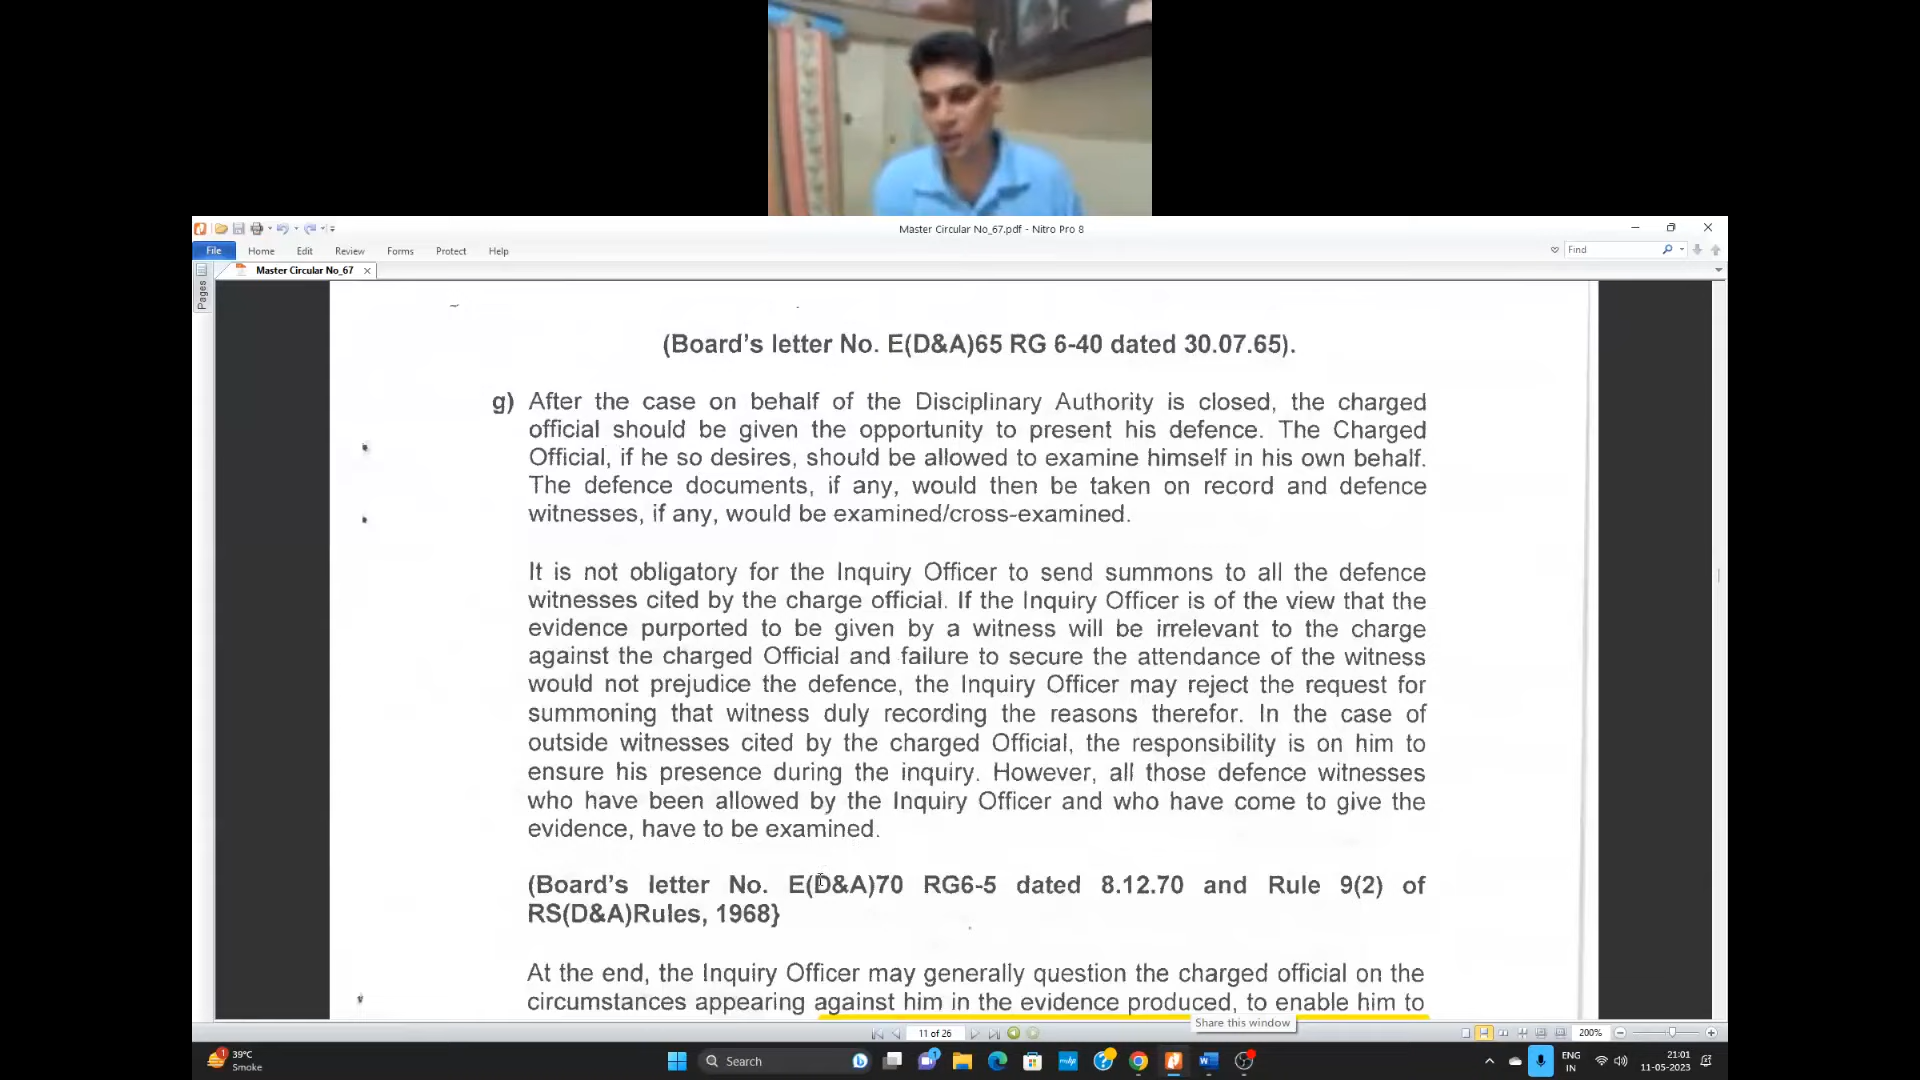 Master Circular No_67.pdf - Nitro Pro 8
File Home Edit Review Forms Protect Help
Find
Master Circular No_67
Pages
(Board's letter No. E(D&A)65 RG 6-40 dated 30.07.65).
g) After the case on behalf of the Disciplinary Authority is closed, the charged
official should be given the opportunity to present his defence. The Charged
Official, if he so desires, should be allowed to examine himself in his own behalf.
The defence documents, if any, would then be taken on record and defence
witnesses, if any, would be examined/cross-examined.
It is not obligatory for the Inquiry Officer to send summons to all the defence
witnesses cited by the charge official. If the Inquiry Officer is of the view that the
evidence purported to be given by a witness will be irrelevant to the charge
against the charged Official and failure to secure the attendance of the witness
would not prejudice the defence, the Inquiry Officer may reject the request for
summoning that witness duly recording the reasons therefor. In the case of
outside witnesses cited by the charged Official, the responsibility is on him to
ensure his presence during the inquiry. However, all those defence witnesses
who have been allowed by the Inquiry Officer and who have come to give the
evidence, have to be examined.
(Board's letter No. E(D&A)70 RG6-5 dated 8.12.70 and Rule 9(2) of
RS(D&A)Rules, 1968}
At the end, the Inquiry Officer may generally question the charged official on the
circumstances appearing against him in the evidence produced, to enable him to
Share this window
11 of 26
200%
39°C
Smoke
Search
ENG
IN
21:01
11-05-2023